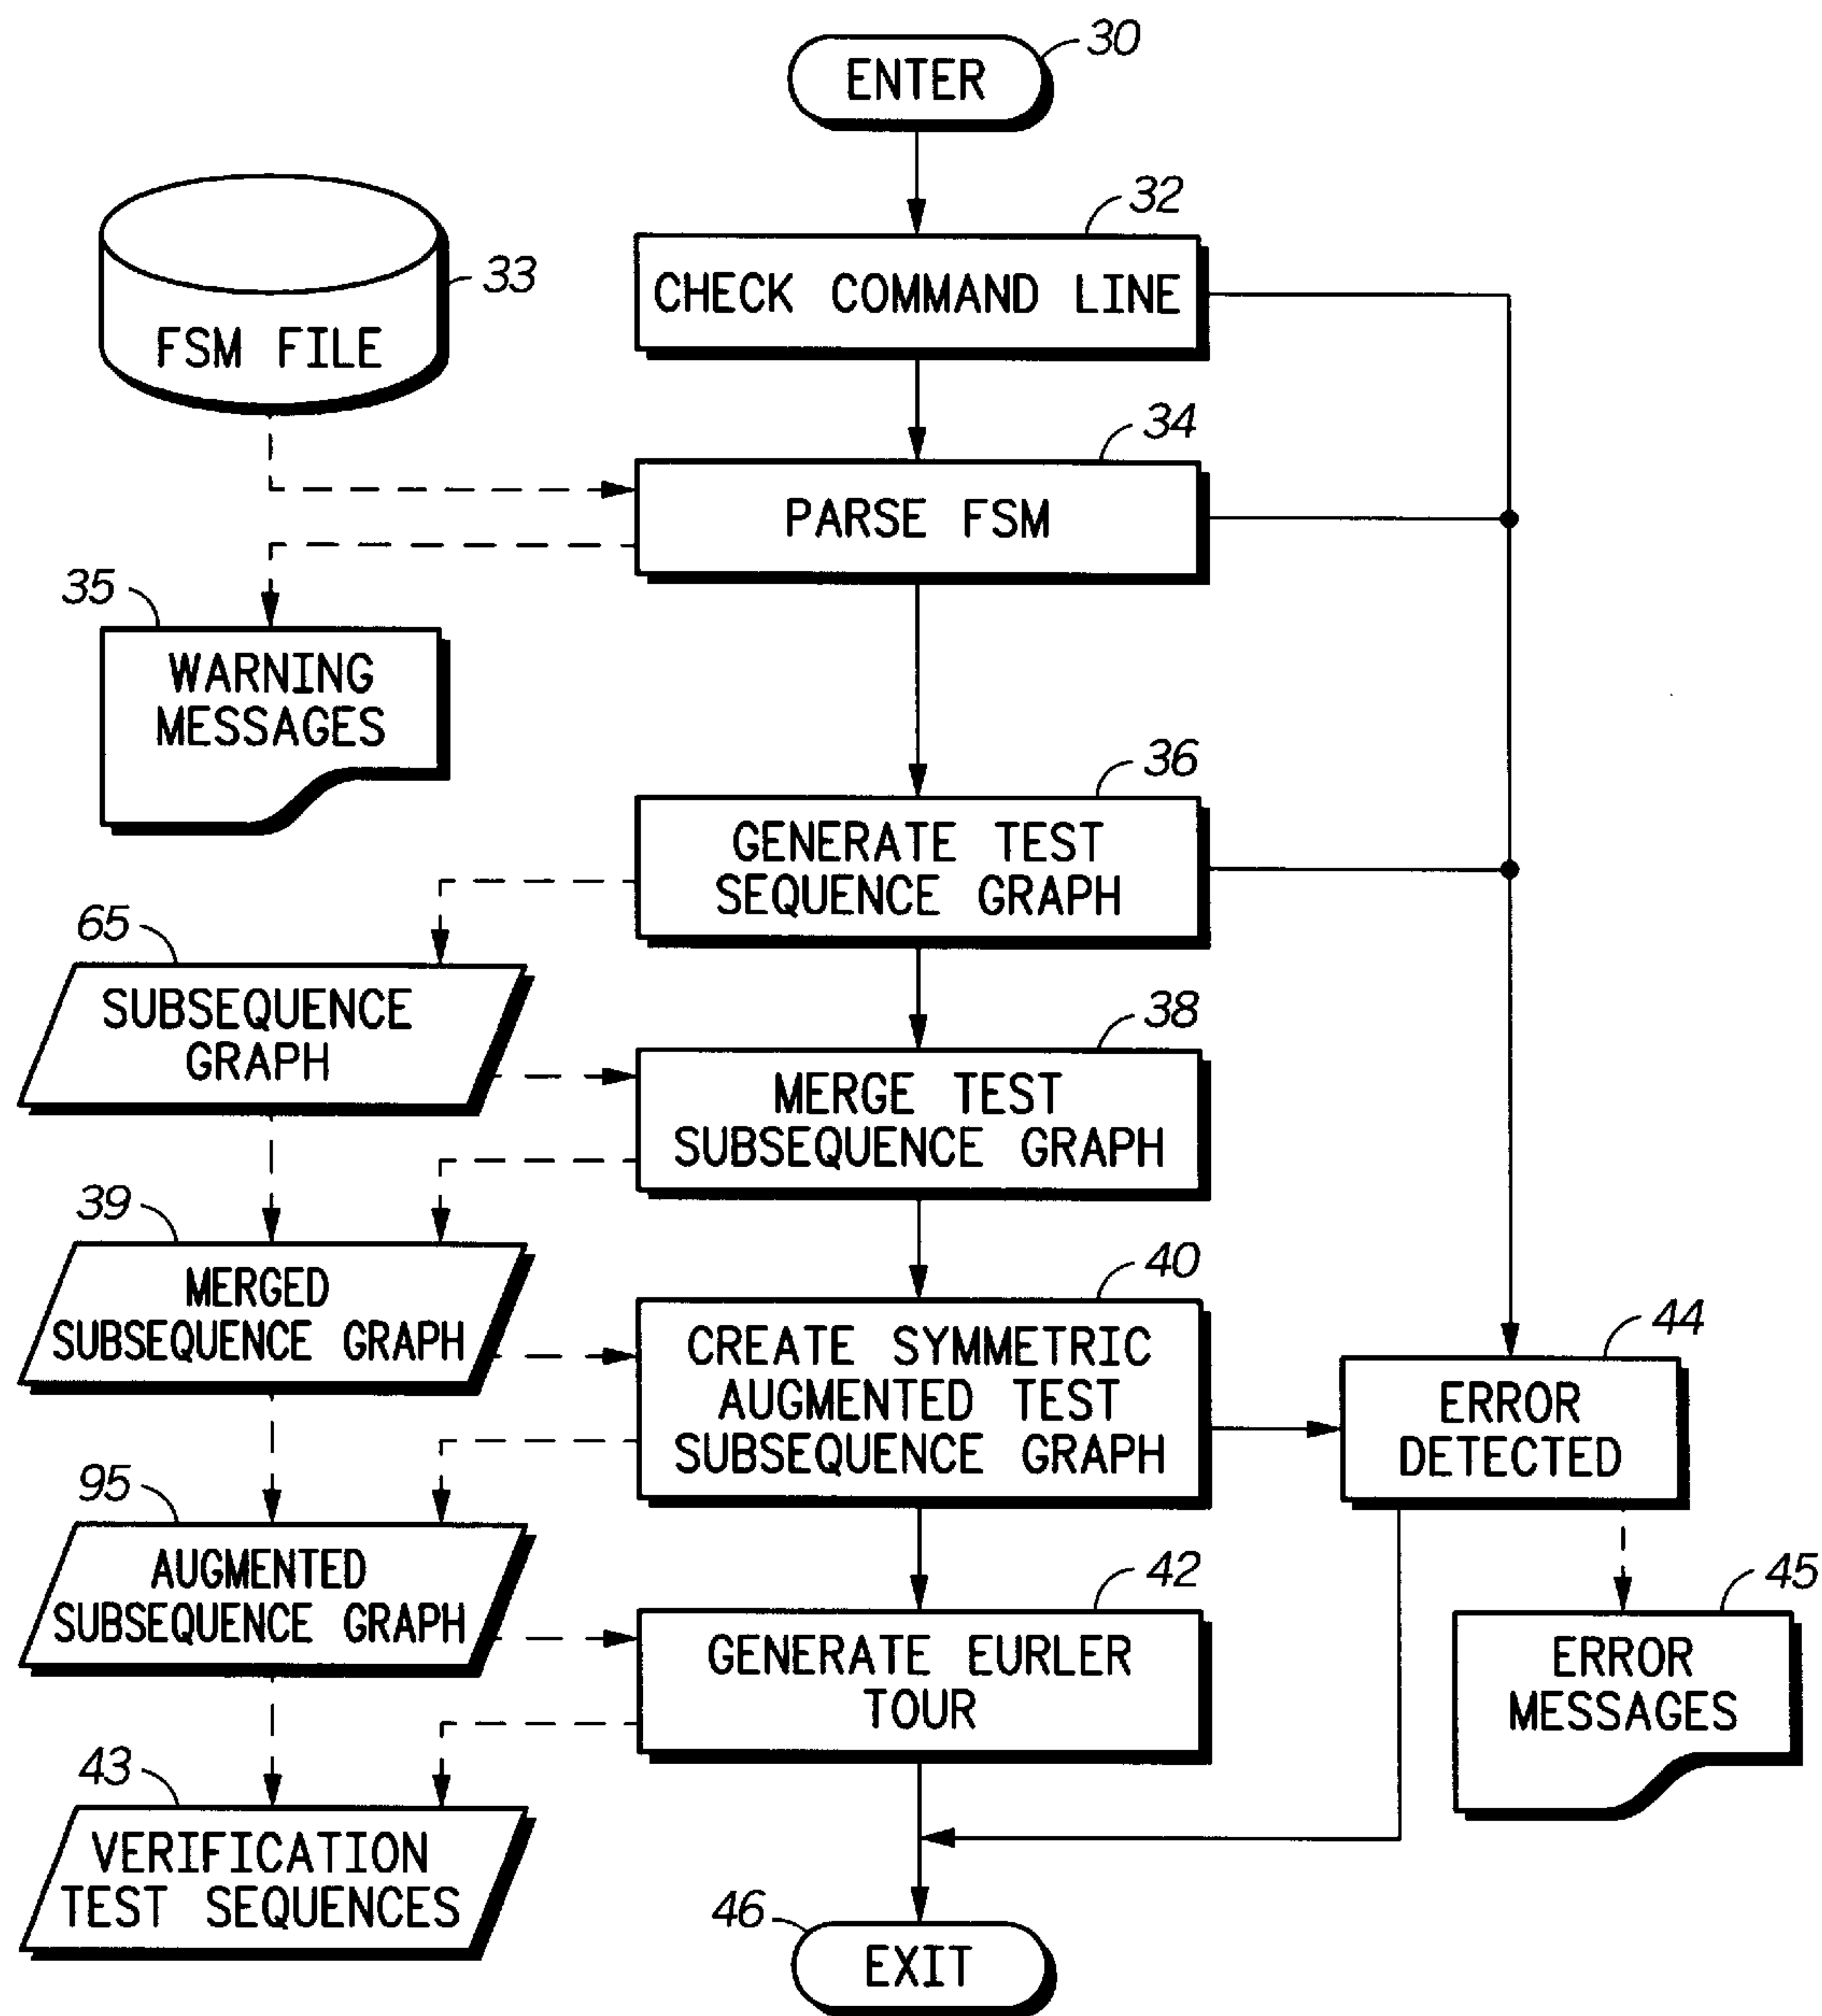 30
ENTER
32
CHECK COMMAND LINE
33
FSM FILE
34
PARSE FSM
35
WARNING
MESSAGES
36
GENERATE TEST
SEQUENCE GRAPH
65
SUBSEQUENCE
GRAPH
38
MERGE TEST
SUBSEQUENCE GRAPH
39
MERGED
SUBSEQUENCE GRAPH
40
CREATE SYMMETRIC
AUGMENTED TEST
SUBSEQUENCE GRAPH
44
ERROR
DETECTED
95
AUGMENTED
SUBSEQUENCE GRAPH
42
GENERATE EURLER
TOUR
45
ERROR
MESSAGES
43
VERIFICATION
TEST SEQUENCES
46
EXIT